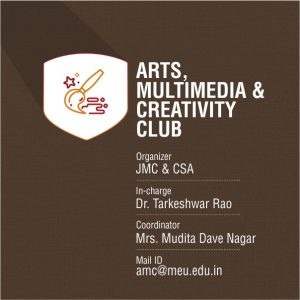 ARTS,
MULTIMEDIA &
CREATIVITY
CLUB
Organizer
JMC & CSA
In-charge
Dr. Tarkeshwar Rao
Coordinator
Mrs. Mudita Dave Nagar
Mail ID
amc@meu.edu.in